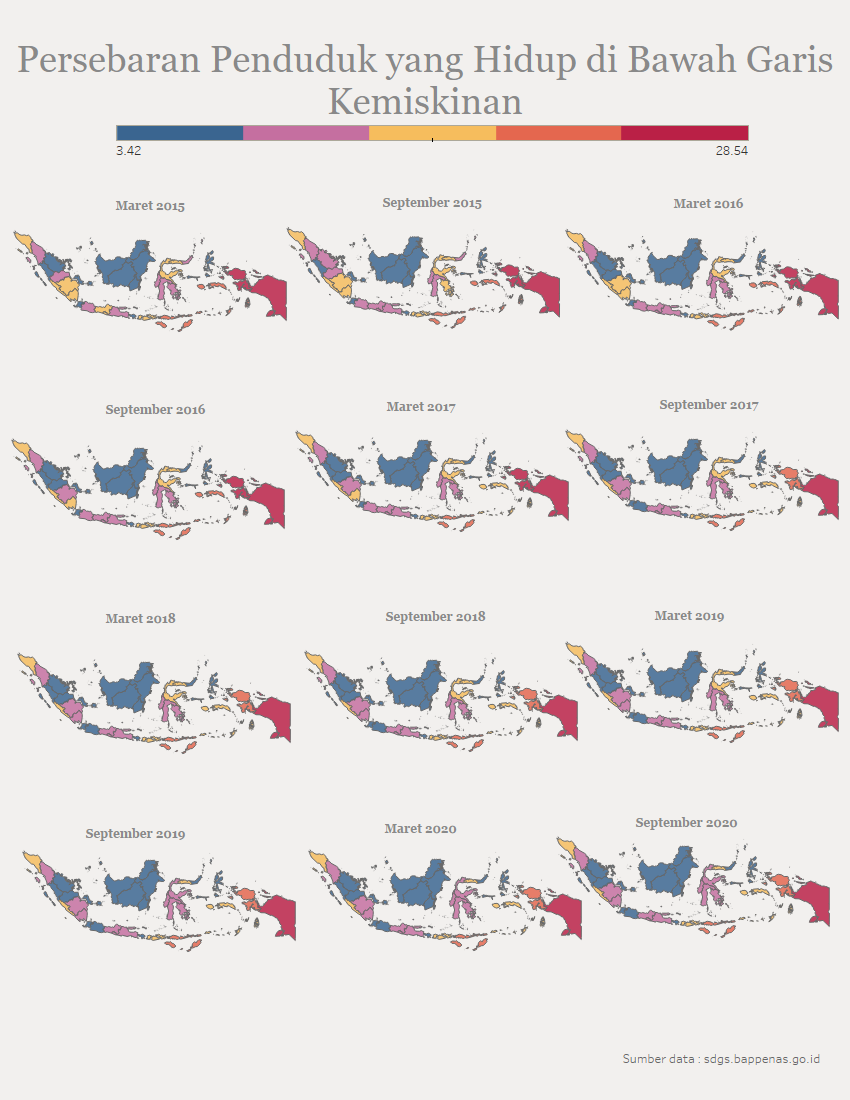 Persebaran Penduduk yang Hidup di Bawah Garis
Kemiskinan
3.42
28.54
Maret 2015
September 2015
Maret 2016
September 2016
Maret 2017
September 2017
Maret 2018
September 2018
Maret 2019
September 2019
Maret 2020
September 2020
Sumber data : sdgs.bappenas.go.id